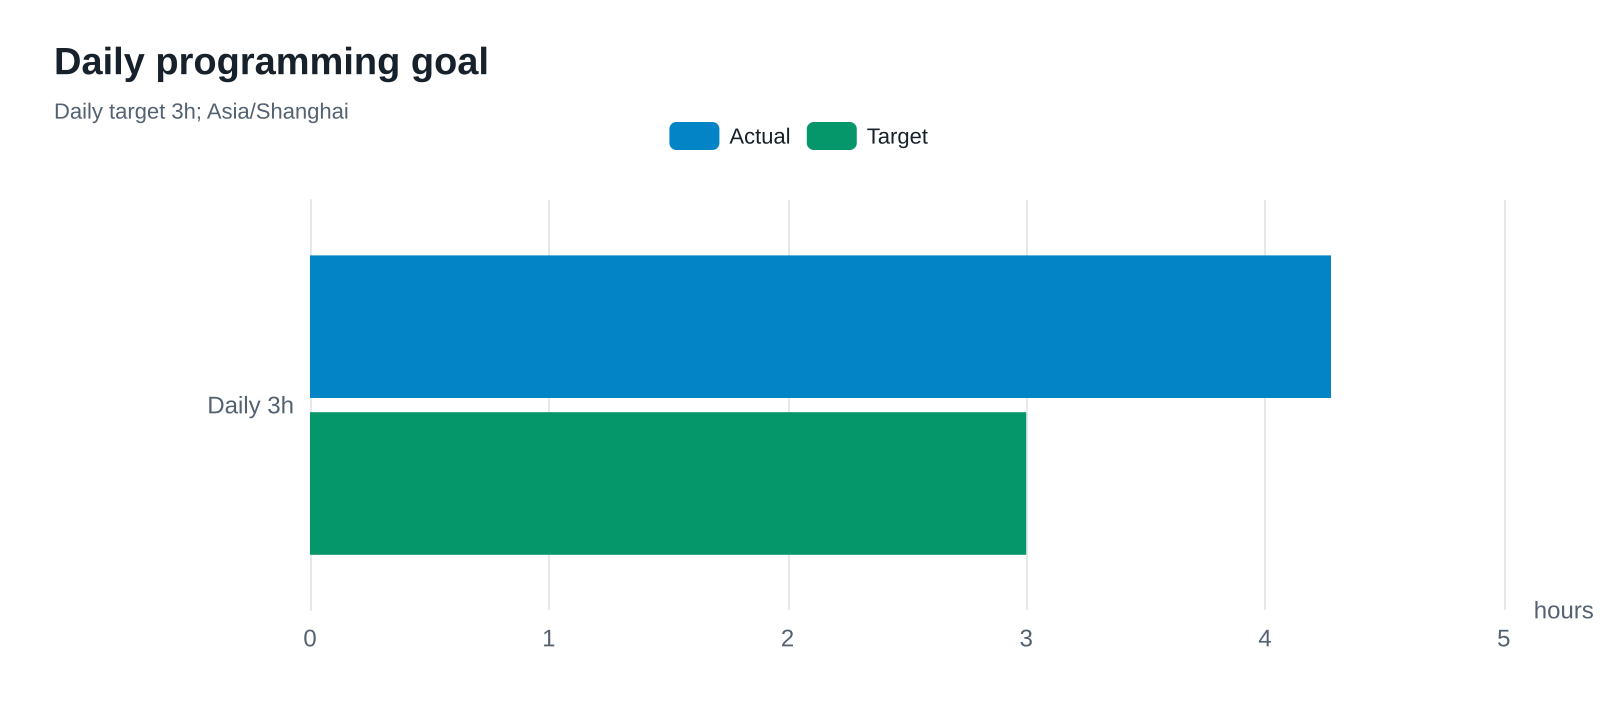 Daily programming goal
Daily target 3h; Asia/Shanghai
Actual Target
Daily 3h
hours
0 1 2 3 4 5